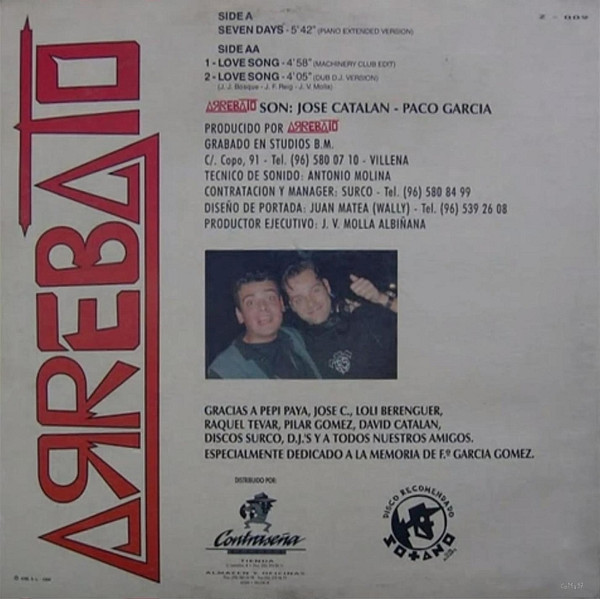 Z - 009
SIDE A
SEVEN DAYS - 5'42" (PIANO EXTENDED VERSION)
SIDE AA
1 - LOVE SONG - 4'58" (MACHINERY CLUB EDIT)
2 - LOVE SONG - 4'05" (DUB D.J. VERSION)
(J. J. Bosque - J. F. Reig - J. V. Molla)
ARREBATO SON: JOSE CATALAN - PACO GARCIA
PRODUCIDO POR ARREBATO
GRABADO EN STUDIOS B.M.
C/. Copo, 91 - Tel. (96) 580 07 10 - VILLENA
TECNICO DE SONIDO: ANTONIO MOLINA
CONTRATACION Y MANAGER: SURCO - Tel. (96) 580 84 99
DISEÑO DE PORTADA: JUAN MATEA (WALLY) - Tel. (96) 539 26 08
PRODUCTOR EJECUTIVO: J. V. MOLLA ALBIÑANA
ARREBATO
GRACIAS A PEPI PAYA, JOSE C., LOLI BERENGUER,
RAQUEL TEVAR, PILAR GOMEZ, DAVID CATALAN,
DISCOS SURCO, D.J.'S Y A TODOS NUESTROS AMIGOS.
ESPECIALMENTE DEDICADO A LA MEMORIA DE F.º GARCIA GOMEZ.
DISTRIBUIDO POR:
Contraseña
TIENDA
ALMACEN Y OFICINAS
DISCO RECOMENDADO
SOTANO